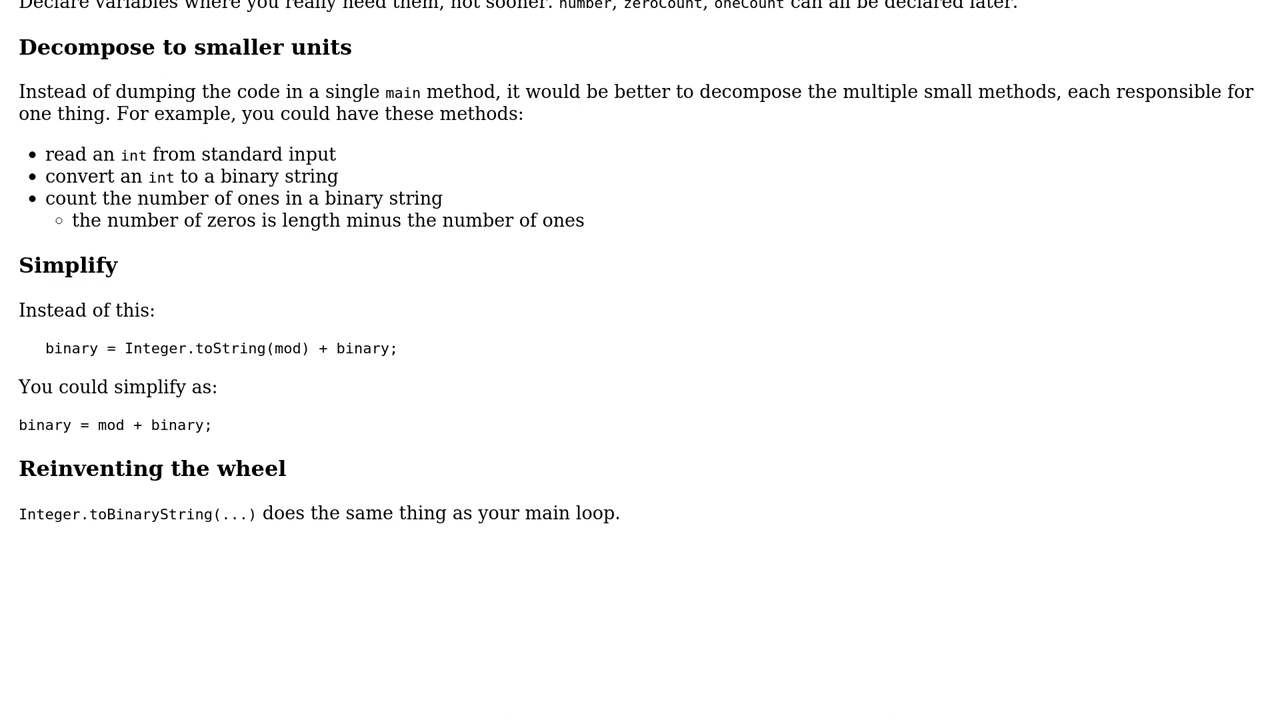 Declare variables where you really need them, not sooner. number, zeroCount, oneCount can all be declared later.
Decompose to smaller units
Instead of dumping the code in a single main method, it would be better to decompose the multiple small methods, each responsible for
one thing. For example, you could have these methods:
read an int from standard input
convert an int to a binary string
count the number of ones in a binary string
the number of zeros is length minus the number of ones
Simplify
Instead of this:
binary = Integer.toString(mod) + binary;
You could simplify as:
binary = mod + binary;
Reinventing the wheel
Integer.toBinaryString(...) does the same thing as your main loop.